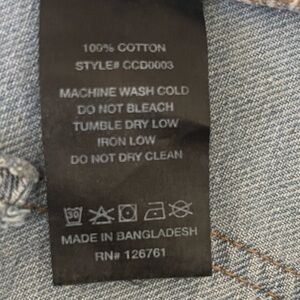 100% COTTON
STYLE# CCD0003
MACHINE WASH COLD
DO NOT BLEACH
TUMBLE DRY LOW
IRON LOW
DO NOT DRY CLEAN
30
MADE IN BANGLADESH
RN# 126761